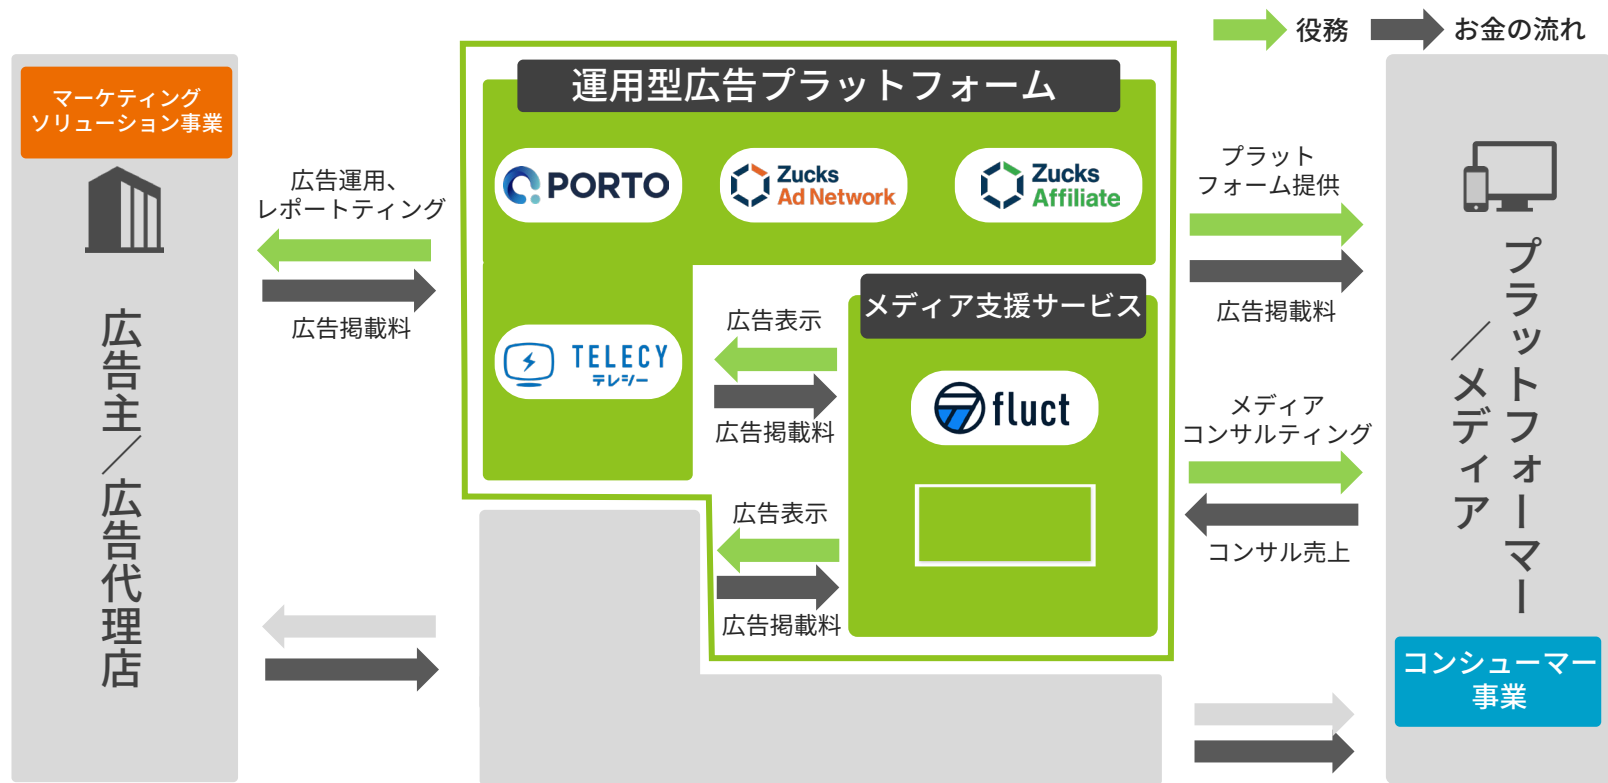 役務
お金の流れ
マーケティング
ソリューション事業
広告主／広告代理店
広告運用、
レポートティング
広告掲載料
運用型広告プラットフォーム
PORTO
Zucks
Ad Network
Zucks
Affiliate
TELECY
テレシー
広告表示
広告掲載料
広告表示
広告掲載料
メディア支援サービス
fluct
プラット
フォーム提供
広告掲載料
メディア
コンサルティング
コンサル売上
プラットフォーマー
／メディア
コンシューマー
事業